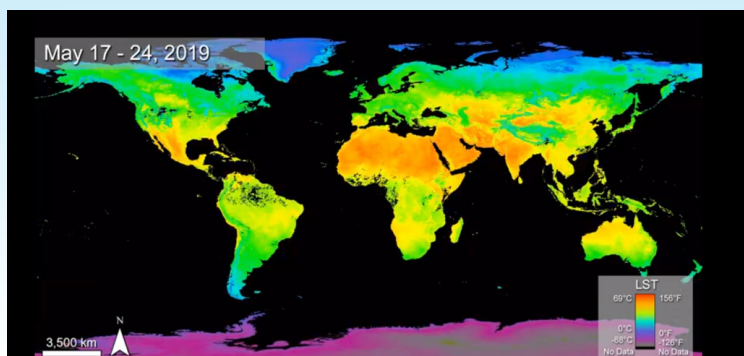 May 17 - 24, 2019
LST
69°C 156°F
0°C 0°F
-88°C -126°F
No Data No Data
N
3,500 km